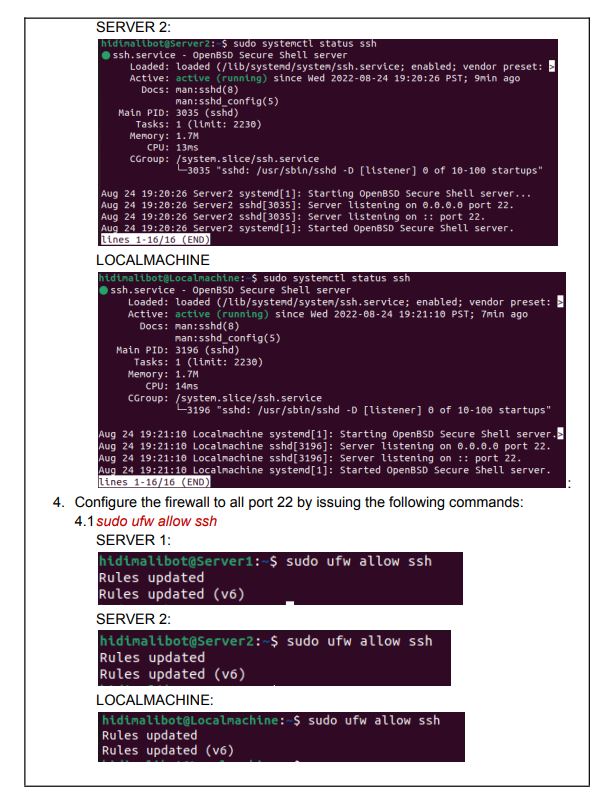 SERVER 2:
hidimalibot@Server2:~$ sudo systemctl status ssh
● ssh.service - OpenBSD Secure Shell server
Loaded: loaded (/lib/systemd/system/ssh.service; enabled; vendor preset: >
Active: active (running) since Wed 2022-08-24 19:20:26 PST; 9min ago
Docs: man:sshd(8)
man:sshd_config(5)
Main PID: 3035 (sshd)
Tasks: 1 (limit: 2230)
Memory: 1.7M
CPU: 13ms
CGroup: /system.slice/ssh.service
└─3035 "sshd: /usr/sbin/sshd -D [listener] 0 of 10-100 startups"
Aug 24 19:20:26 Server2 systemd[1]: Starting OpenBSD Secure Shell server...
Aug 24 19:20:26 Server2 sshd[3035]: Server listening on 0.0.0.0 port 22.
Aug 24 19:20:26 Server2 sshd[3035]: Server listening on :: port 22.
Aug 24 19:20:26 Server2 systemd[1]: Started OpenBSD Secure Shell server.
lines 1-16/16 (END)
LOCALMACHINE
hidimalibot@Localmachine:~$ sudo systemctl status ssh
● ssh.service - OpenBSD Secure Shell server
Loaded: loaded (/lib/systemd/system/ssh.service; enabled; vendor preset: >
Active: active (running) since Wed 2022-08-24 19:21:10 PST; 7min ago
Docs: man:sshd(8)
man:sshd_config(5)
Main PID: 3196 (sshd)
Tasks: 1 (limit: 2230)
Memory: 1.7M
CPU: 14ms
CGroup: /system.slice/ssh.service
└─3196 "sshd: /usr/sbin/sshd -D [listener] 0 of 10-100 startups"
Aug 24 19:21:10 Localmachine systemd[1]: Starting OpenBSD Secure Shell server.>
Aug 24 19:21:10 Localmachine sshd[3196]: Server listening on 0.0.0.0 port 22.
Aug 24 19:21:10 Localmachine sshd[3196]: Server listening on :: port 22.
Aug 24 19:21:10 Localmachine systemd[1]: Started OpenBSD Secure Shell server.
lines 1-16/16 (END) :
4. Configure the firewall to all port 22 by issuing the following commands:
4.1 sudo ufw allow ssh
SERVER 1:
hidimalibot@Server1:~$ sudo ufw allow ssh
Rules updated
Rules updated (v6)
SERVER 2:
hidimalibot@Server2:~$ sudo ufw allow ssh
Rules updated
Rules updated (v6)
LOCALMACHINE:
hidimalibot@Localmachine:~$ sudo ufw allow ssh
Rules updated
Rules updated (v6)